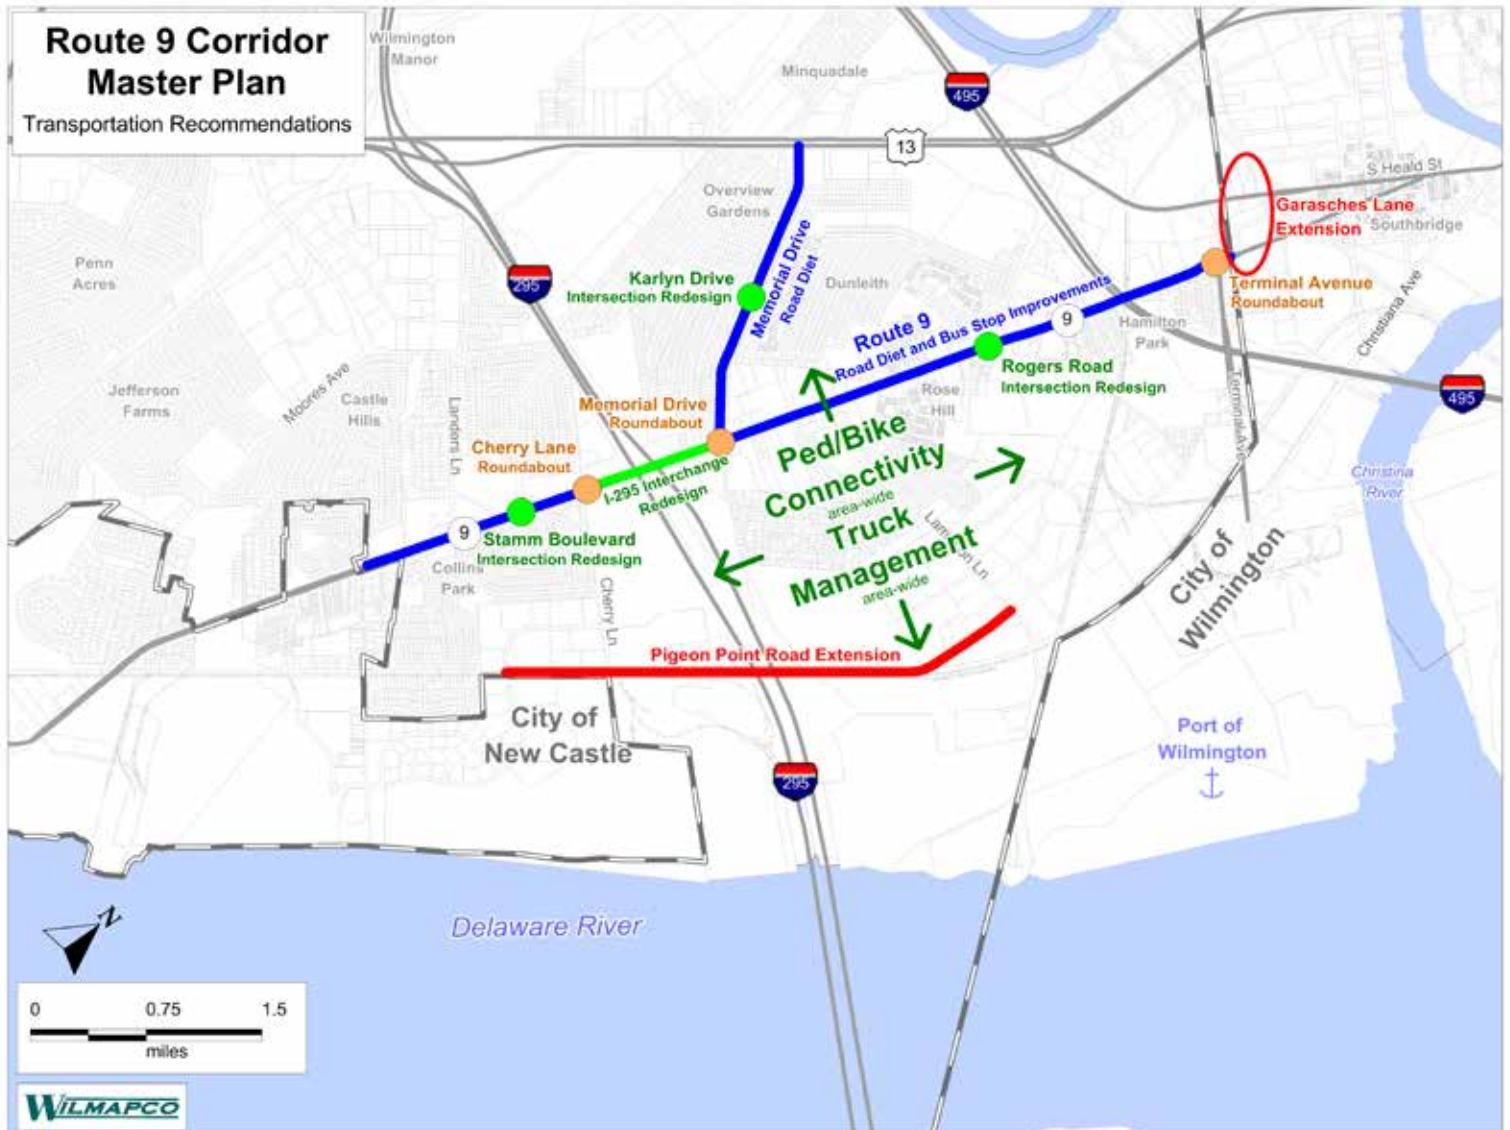 Route 9 Corridor
Master Plan
Transportation Recommendations
Wilmington
Manor
Minquadale
495
13
S Heald St
Overview
Gardens
Garasches Lane
Extension
Southbridge
Penn
Acres
295
Karlyn Drive
Intersection Redesign
Memorial Drive
Road Diet
Dunleith
Terminal Avenue
Roundabout
Route 9
Road Diet and Bus Stop Improvements
9
Hamilton
Park
Christiana Ave
Rogers Road
Intersection Redesign
Jefferson
Farms
Moores Ave
Castle
Hills
Landers Ln
Memorial Drive
Roundabout
Rose
Hill
Terminal Ave
495
Cherry Lane
Roundabout
I-295 Interchange
Redesign
Ped/Bike
Connectivity
area-wide
Truck
Management
area-wide
Christina
River
9
Stamm Boulevard
Intersection Redesign
Collins
Park
Cherry Ln
City of
Wilmington
Pigeon Point Road Extension
City of
New Castle
Port of
Wilmington
295
Delaware River
N
0 0.75 1.5
miles
WILMAPCO